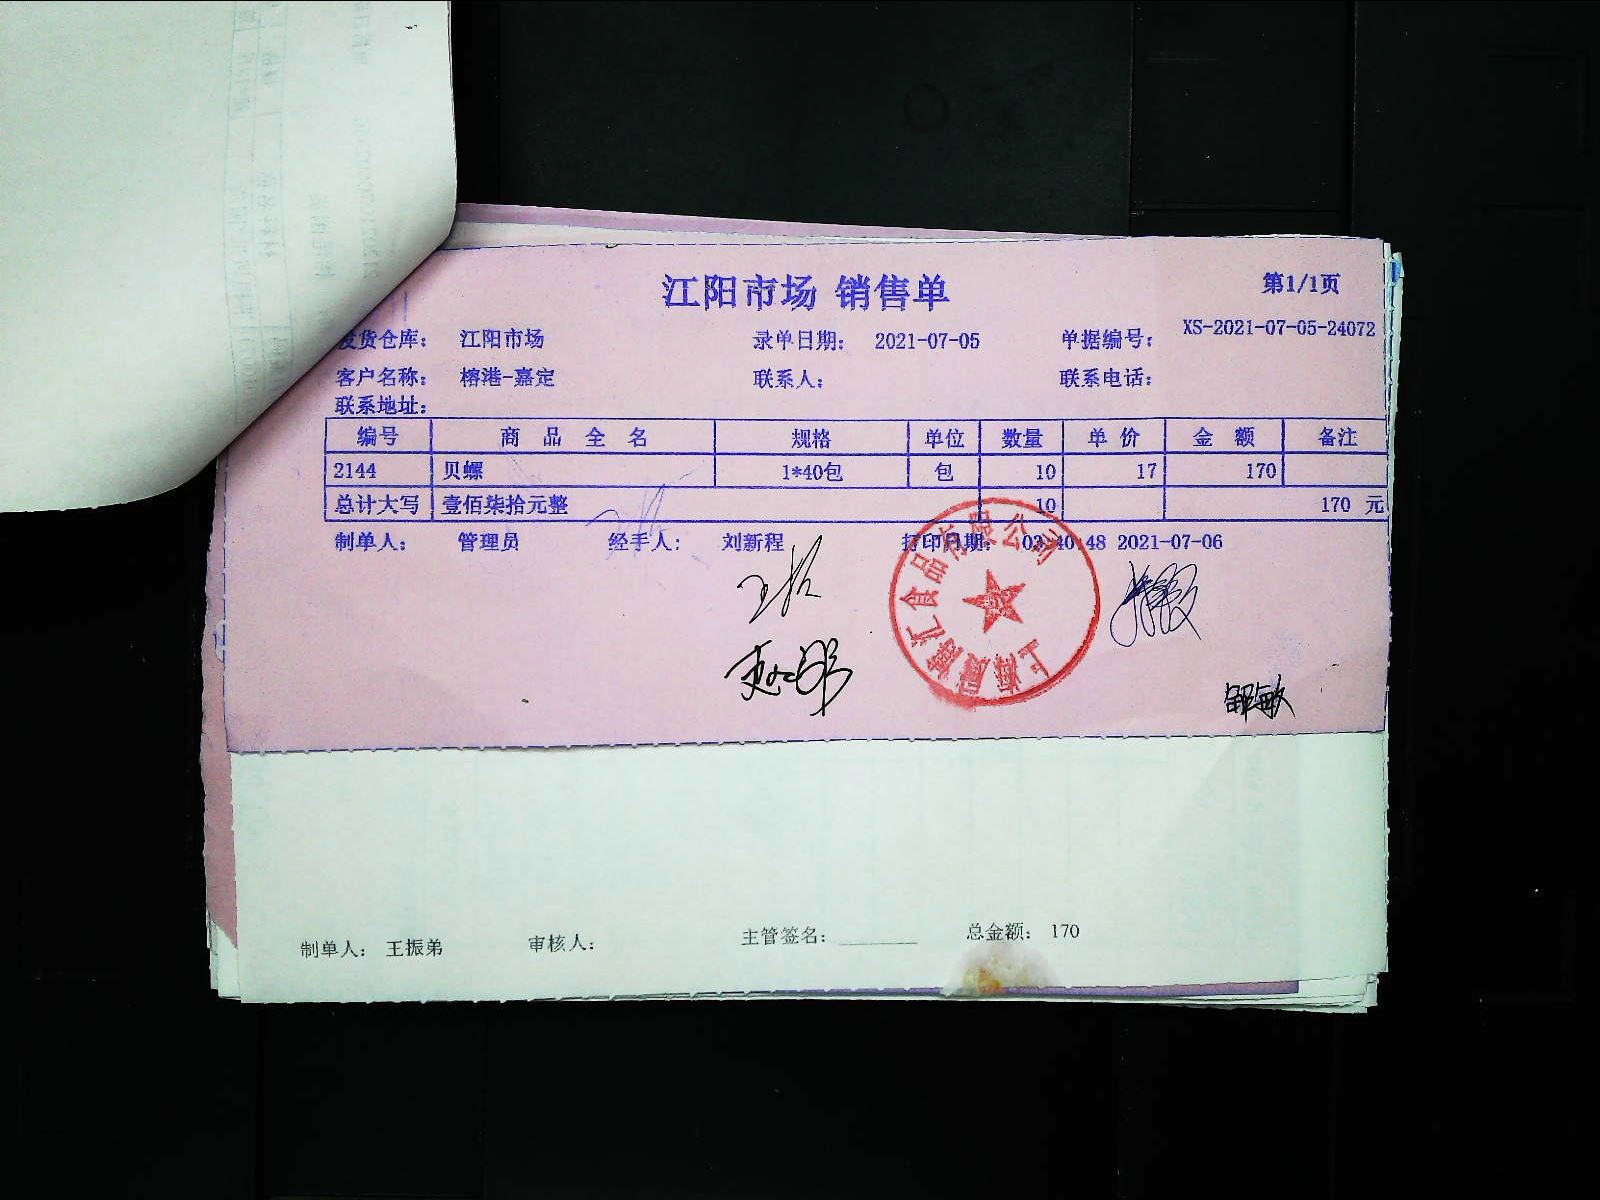 江阳市场 销售单
第1/1页
发货仓库： 江阳市场 录单日期： 2021-07-05 单据编号： XS-2021-07-05-24072
客户名称： 榕港-嘉定 联系人： 联系电话：
联系地址：
编号 商品全名 规格 单位 数量 单价 金额 备注
2144 贝螺 1*40包 包 10 17 170
总计大写 壹佰柒拾元整 10 170 元
制单人： 管理员 经手人： 刘新程 打印日期： 03:40:48 2021-07-06
邹敏
制单人： 王振弟 审核人： 主管签名： ________ 总金额： 170